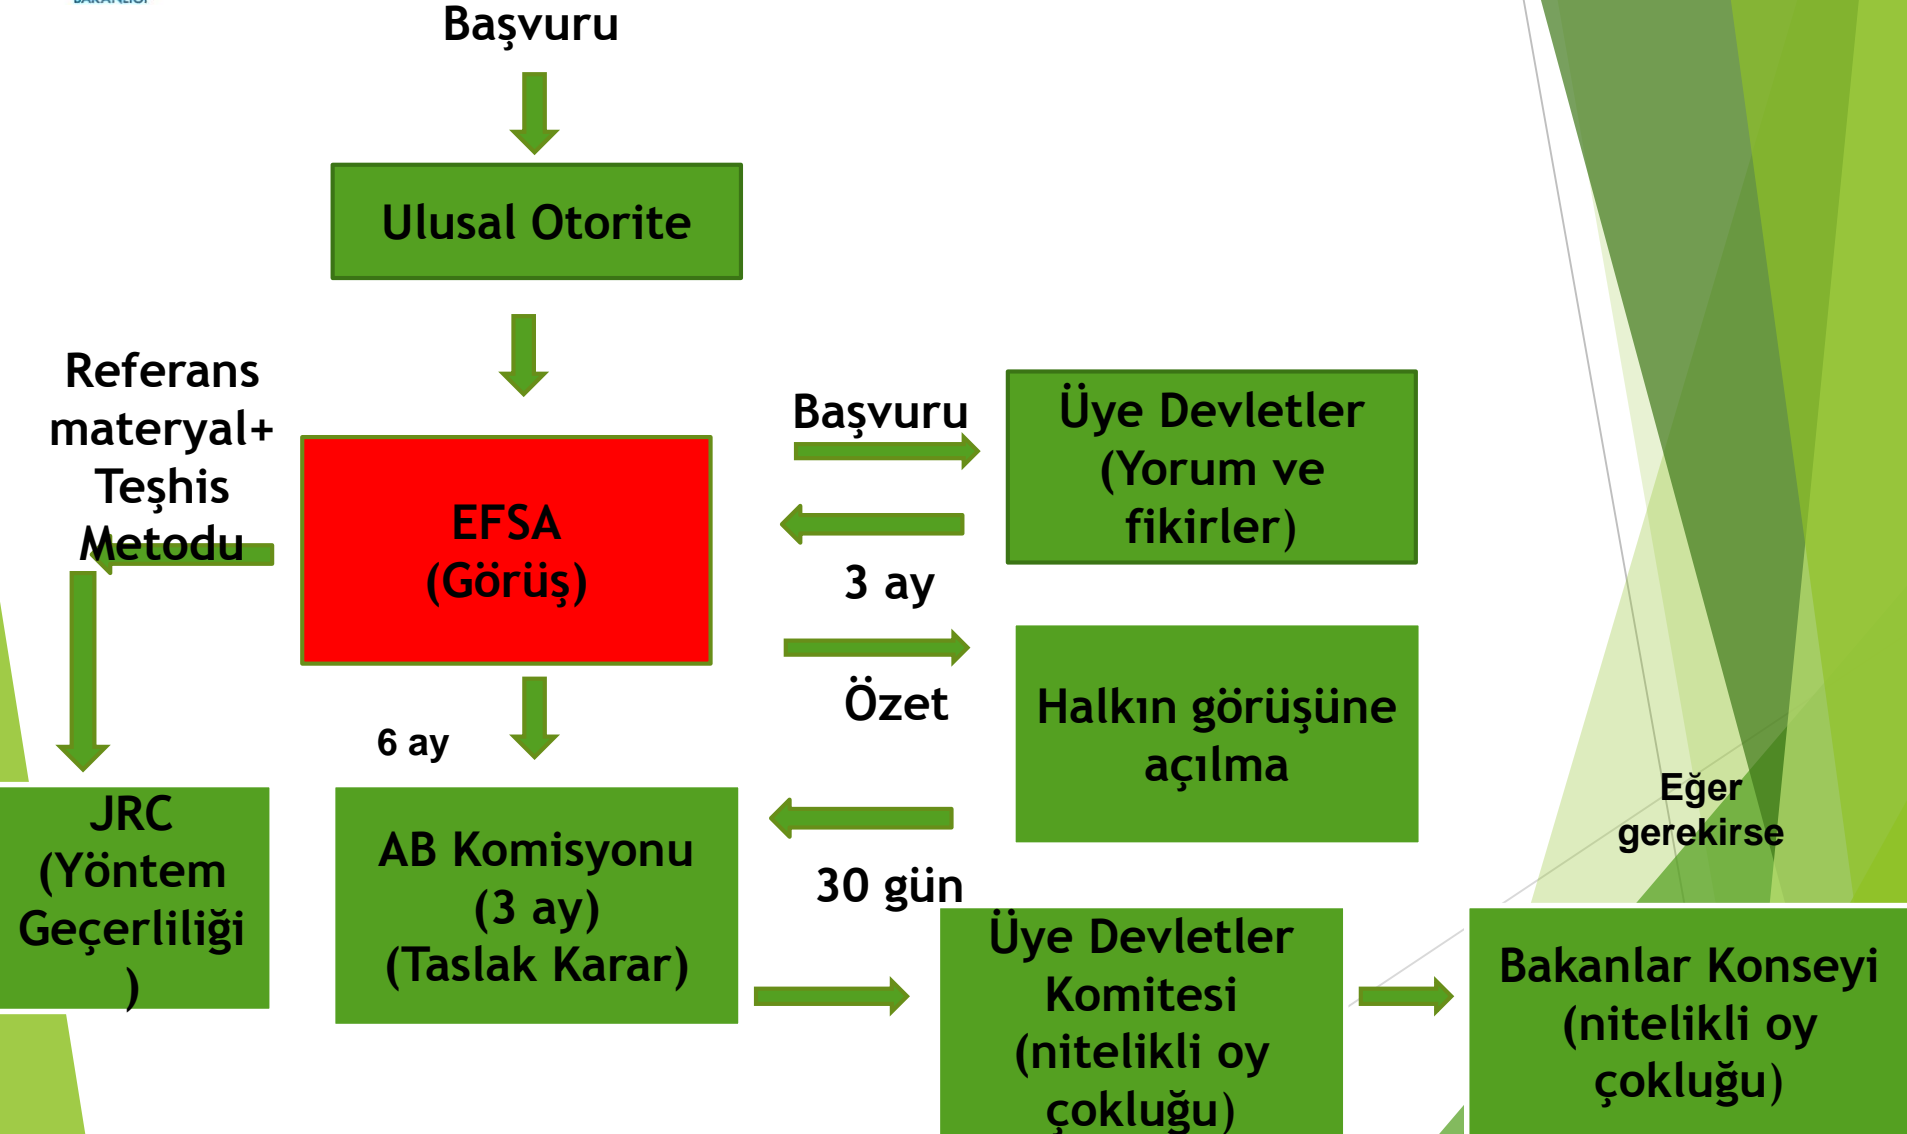 BAKANLIĞI
Başvuru
Ulusal Otorite
Referans
materyal+
Teşhis
Metodu
EFSA
(Görüş)
Başvuru
3 ay
Özet
Üye Devletler
(Yorum ve
fikirler)
Halkın görüşüne
açılma
6 ay
30 gün
JRC
(Yöntem
Geçerliliği
)
AB Komisyonu
(3 ay)
(Taslak Karar)
Üye Devletler
Komitesi
(nitelikli oy
çokluğu)
Eğer
gerekirse
Bakanlar Konseyi
(nitelikli oy
çokluğu)